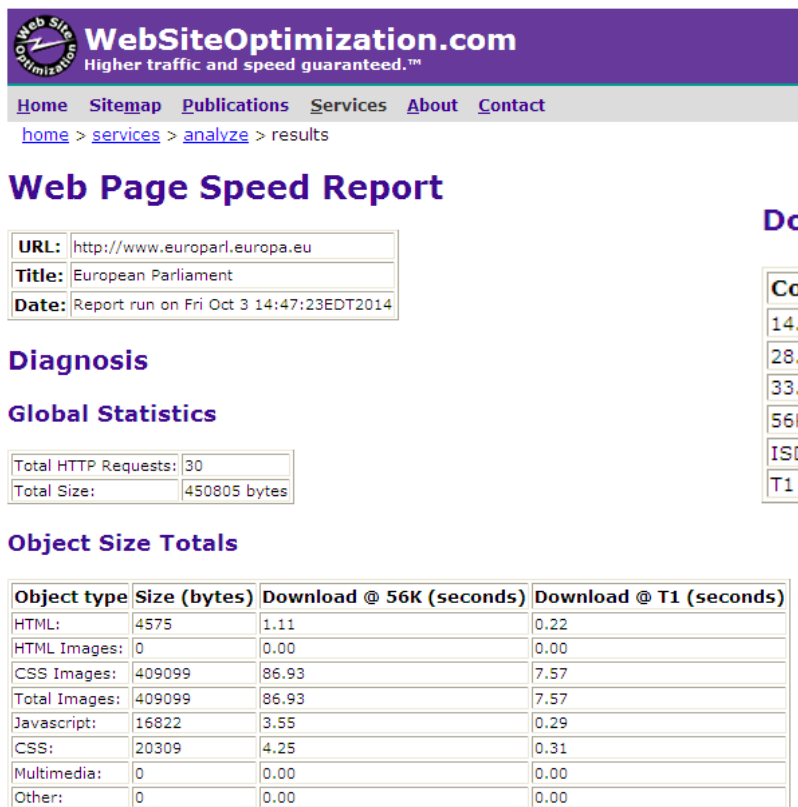 Web Site Optimization
WebSiteOptimization.com
Higher traffic and speed guaranteed.™
Home Sitemap Publications Services About Contact
home > services > analyze > results
Web Page Speed Report
URL: http://www.europarl.europa.eu
Title: European Parliament
Date: Report run on Fri Oct 3 14:47:23EDT2014
Diagnosis
Global Statistics
Total HTTP Requests: 30
Total Size: 450805 bytes
Object Size Totals
Object type Size (bytes) Download @ 56K (seconds) Download @ T1 (seconds)
HTML: 4575 1.11 0.22
HTML Images: 0 0.00 0.00
CSS Images: 409099 86.93 7.57
Total Images: 409099 86.93 7.57
Javascript: 16822 3.55 0.29
CSS: 20309 4.25 0.31
Multimedia: 0 0.00 0.00
Other: 0 0.00 0.00
14.
28.
33.
T1